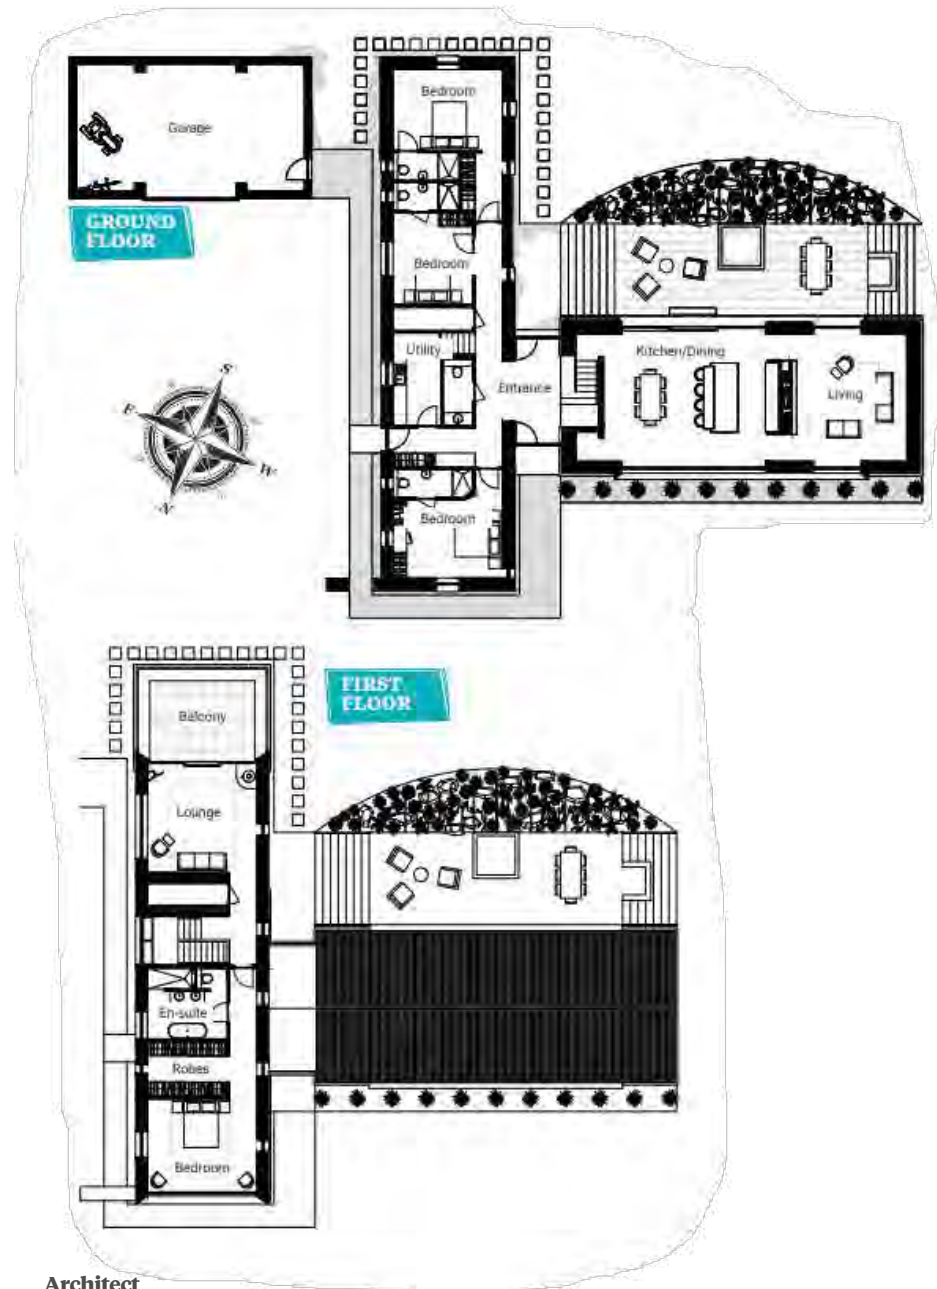 Bedroom
Garage
GROUND
FLOOR
Bedroom
Utility
Kitchen/Dining
Entrance
Living
S
E
W
N
Bedroom
FIRST
FLOOR
Balcony
Lounge
En-suite
Robes
Bedroom
Architect